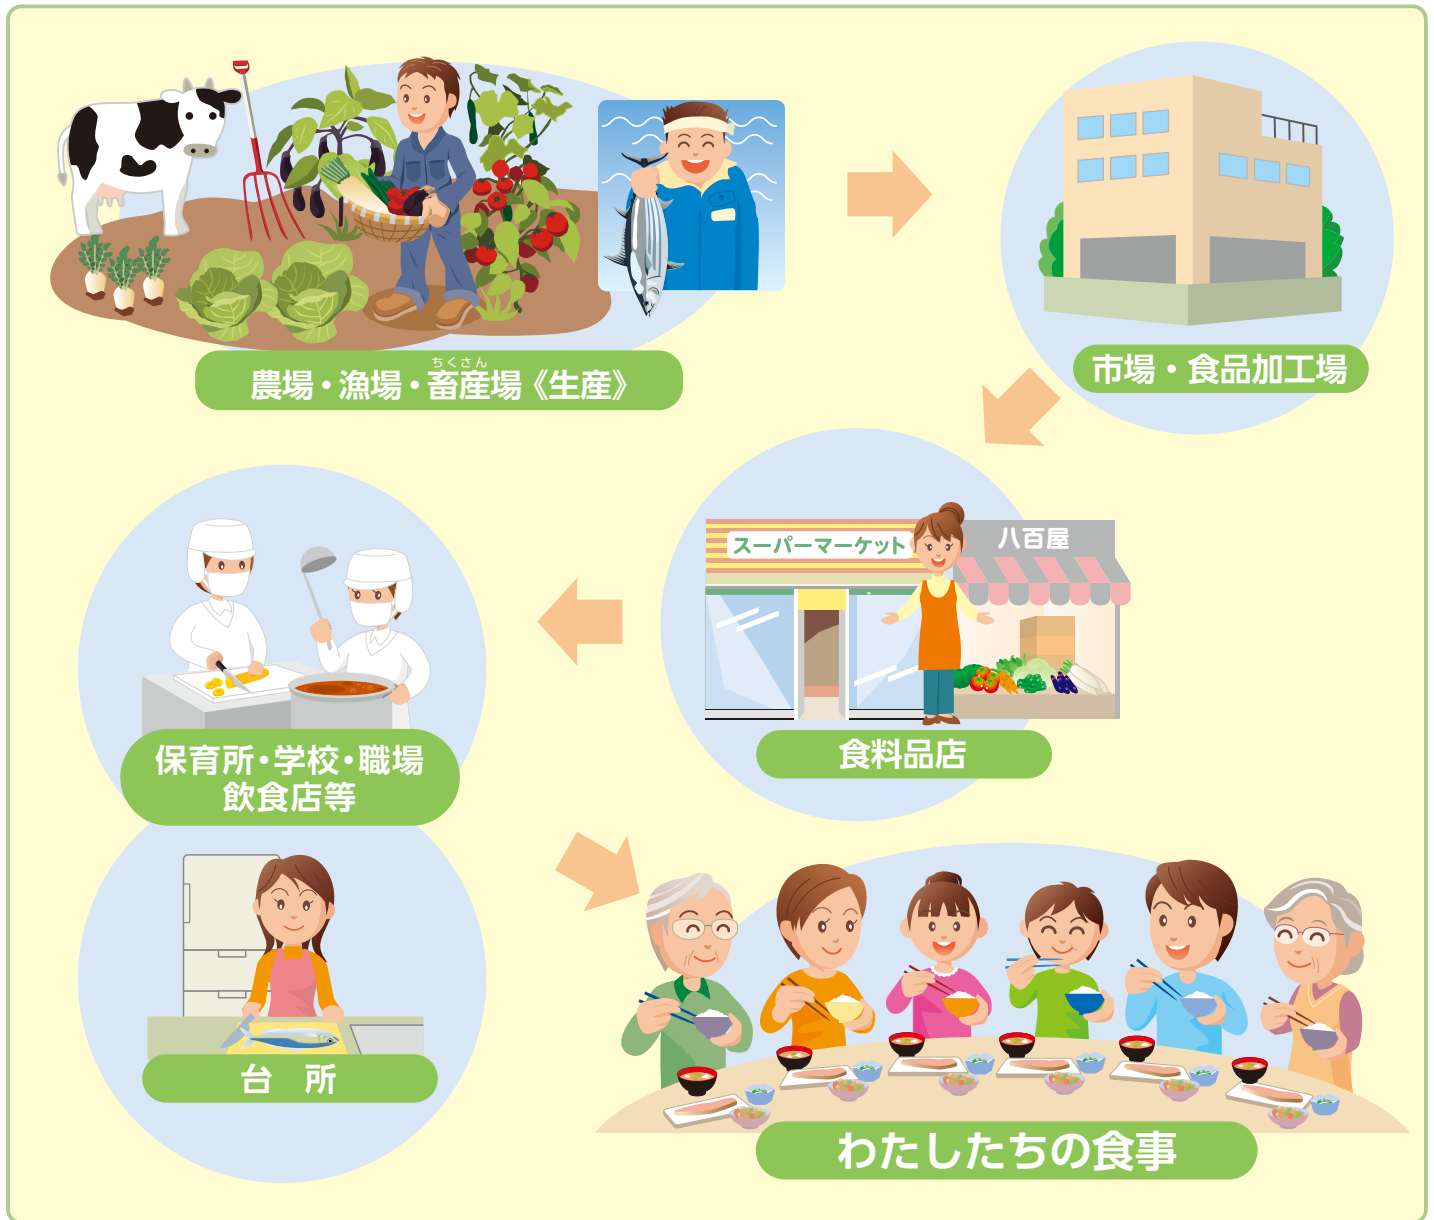 ちくさん
農場・漁場・畜産場《生産》
市場・食品加工場
スーパーマーケット
八百屋
食料品店
保育所・学校・職場
飲食店等
台　所
わたしたちの食事